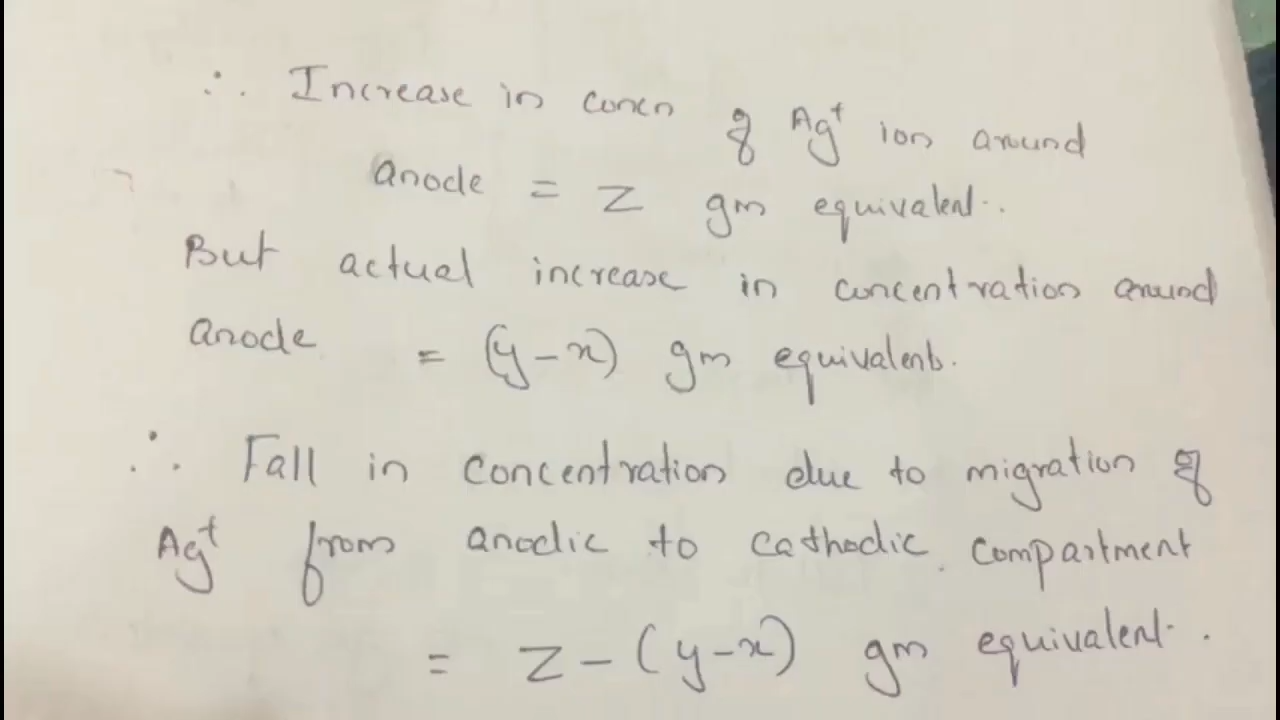 ∴ Increase in concn of Ag⁺ ion around
anode = Z gm equivalent.
But actual increase in concentration around
anode = (y-x) gm equivalents.
∴ Fall in concentration due to migration of
Ag⁺ from anodic to cathodic compartment
= Z-(y-x) gm equivalent.